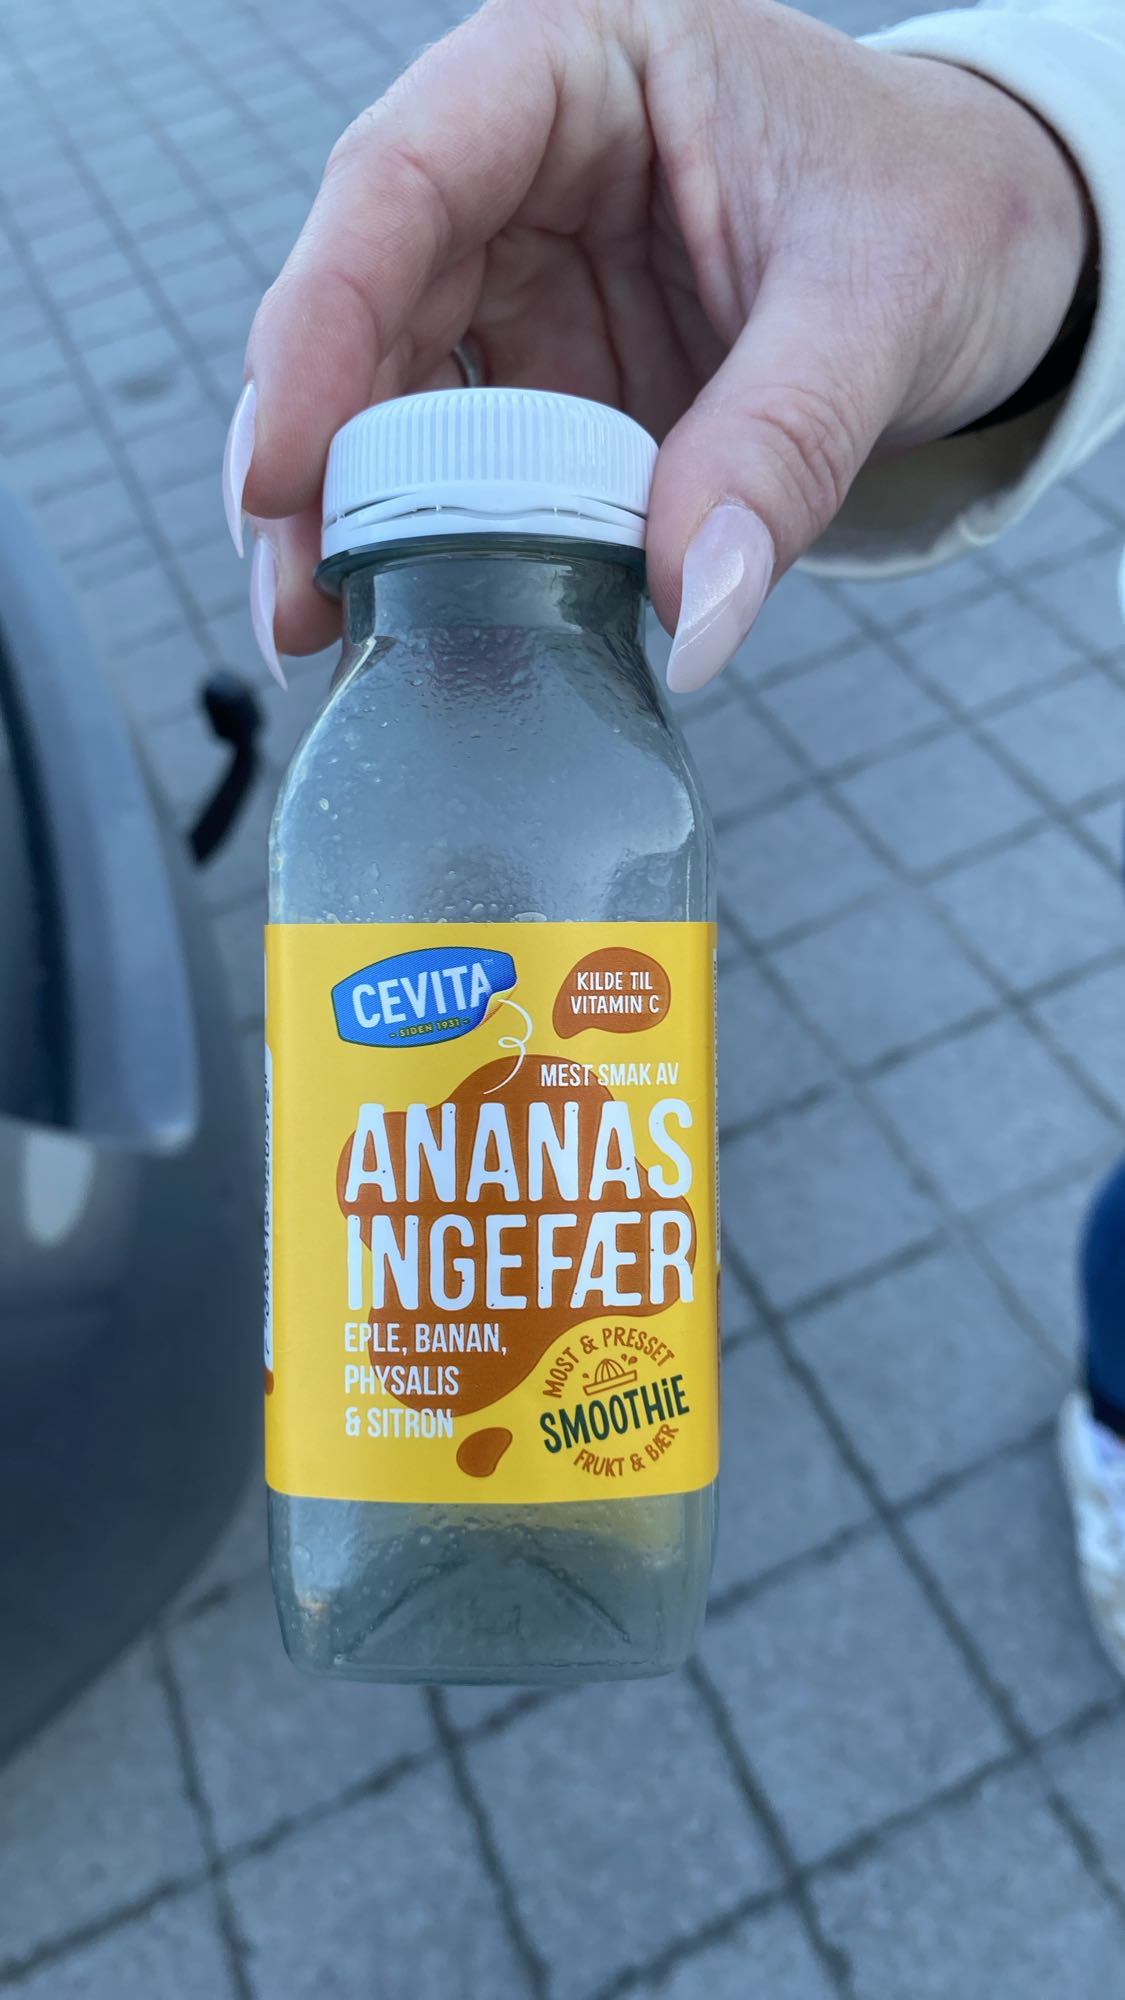 CEVITA™
- SIDEN 1931 -
KILDE TIL
VITAMIN C
MEST SMAK AV
ANANAS
INGEFÆR
EPLE, BANAN,
PHYSALIS
& SITRON
MOST & PRESSET
SMOOTHiE
FRUKT & BÆR